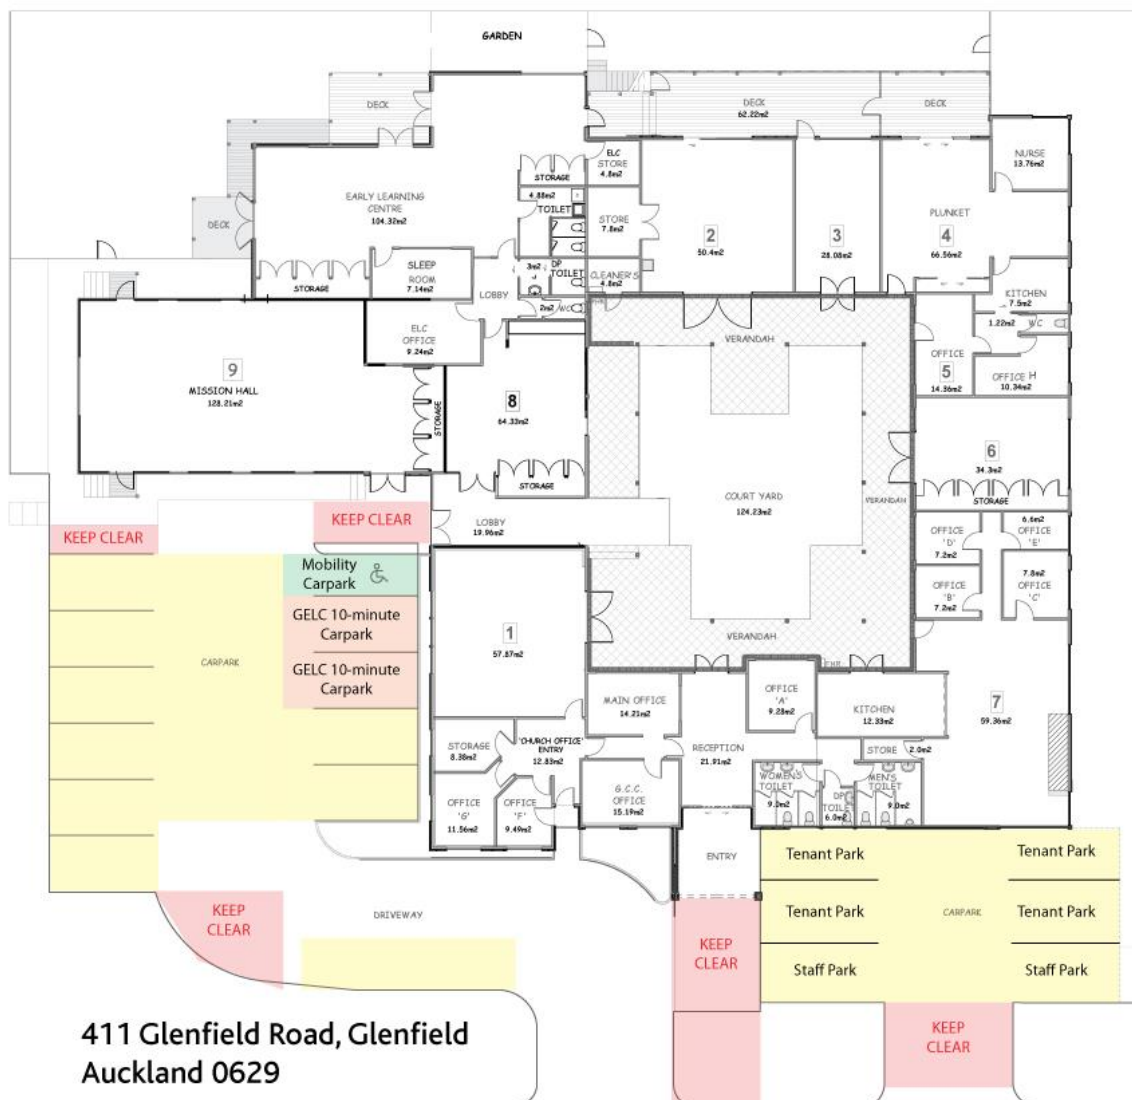 GARDEN
DECK
DECK
62.22m2
DECK
ELC
STORE
4.8m2
NURSE
13.76m2
STORAGE
4.88m2
TOILET
EARLY LEARNING
CENTRE
104.32m2
DECK
STORE
7.8m2
2
50.4m2
3
28.08m2
PLUNKET
4
66.56m2
SLEEP
ROOM
7.14m2
STORAGE
LOBBY
3m2
DP
TOILET
CLEANER'S
4.8m2
2m2
WC
KITCHEN
7.5m2
1.22m2
WC
ELC
OFFICE
9.24m2
VERANDAH
OFFICE
5
14.36m2
OFFICE H
10.34m2
9
MISSION HALL
128.21m2
STORAGE
8
64.33m2
STORAGE
6
34.3m2
STORAGE
COURT YARD
124.23m2
VERANDAH
LOBBY
19.96m2
KEEP CLEAR
KEEP CLEAR
OFFICE
'D'
7.2m2
6.6m2
OFFICE
'E'
Mobility
Carpark
GELC 10-minute
Carpark
GELC 10-minute
Carpark
CARPARK
OFFICE
'B'
7.2m2
7.8m2
OFFICE
'C'
1
57.87m2
VERANDAH
FHR
MAIN OFFICE
14.21m2
OFFICE
'A'
9.28m2
KITCHEN
12.33m2
7
59.36m2
STORAGE
8.38m2
'CHURCH OFFICE'
ENTRY
12.83m2
RECEPTION
21.91m2
STORE
2.0m2
OFFICE
'G'
11.56m2
OFFICE
'F'
9.49m2
G.C.C.
OFFICE
15.19m2
WOMEN'S
TOILET
9.0m2
DP
TOILET
6.0m2
MEN'S
TOILET
9.0m2
ENTRY
Tenant Park
Tenant Park
Tenant Park
CARPARK
Tenant Park
Staff Park
Staff Park
KEEP
CLEAR
DRIVEWAY
KEEP
CLEAR
KEEP
CLEAR
411 Glenfield Road, Glenfield
Auckland 0629